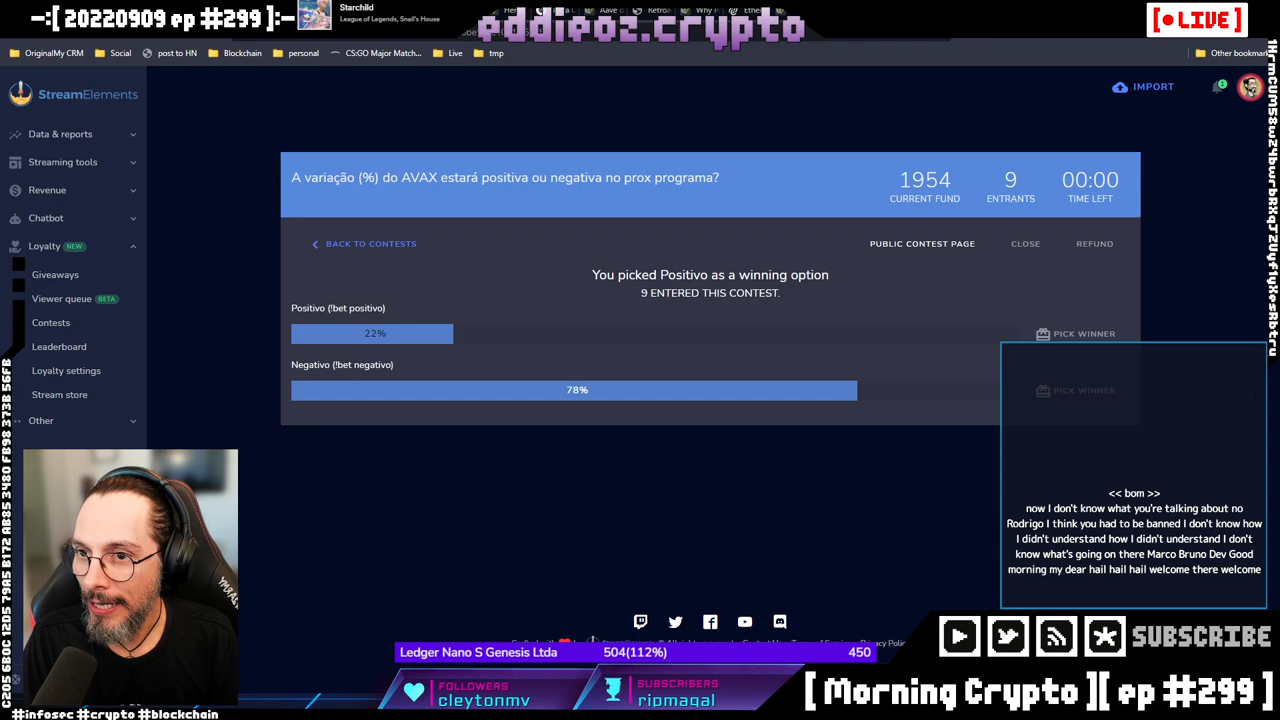 -:[ 20220909 ep #299]:-
Starchild
League of Legends, Snail's House
eddieoz.crypto
[ LIVE]
OriginalMy CRM
Social
post to HN
Blockchain
personal
CS:GO Major Match...
Live
tmp
Other bookmar
StreamElements
IMPORT
1
Data & reports
Streaming tools
Revenue
Chatbot
Loyalty NEW
Giveaways
Viewer queue BETA
Contests
Leaderboard
Loyalty settings
Stream store
Other
A variação (%) do AVAX estará positiva ou negativa no prox programa?
1954
CURRENT FUND
9
ENTRANTS
00:00
TIME LEFT
BACK TO CONTESTS
PUBLIC CONTEST PAGE
CLOSE
REFUND
You picked Positivo as a winning option
9 ENTERED THIS CONTEST.
Positivo (!bet positivo)
22%
PICK WINNER
Negativo (!bet negativo)
78%
PICK WINNER
<< bom >>
now I don't know what you're talking about no
Rodrigo I think you had to be banned I don't know how
I didn't understand how I didn't understand I don't
know what's going on there Marco Bruno Dev Good
morning my dear hail hail hail welcome there welcome
Ledger Nano S Genesis Ltda
504(112%)
450
FOLLOWERS
cleytonmv
SUBSCRIBERS
ripmagal
SUBSCRIBE
[ Morning Crypto ][ ep #299 ]
#infosec #crypto #blockchain